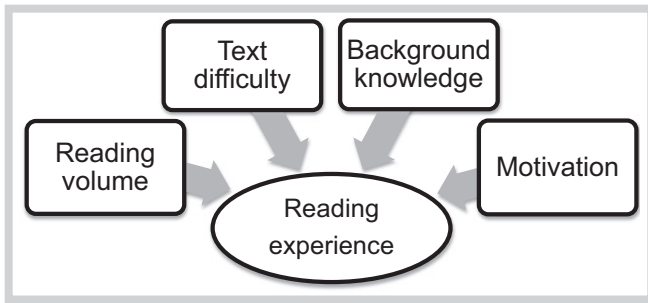 Text
difficulty
Background
knowledge
Reading
volume
Motivation
Reading
experience